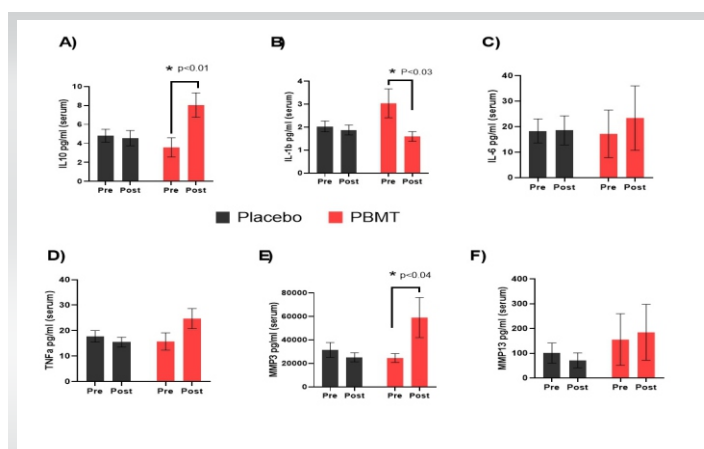 A)
B)
C)
* p<0.01
* P<0.03
IL10 pg/ml (serum)
10
8
6
4
2
0
Pre Post Pre Post
IL-1b pg/ml (serum)
4
3
2
1
0
Pre Post Pre Post
IL-6 pg/ml (serum)
40
30
20
10
0
Pre Post Pre Post
Placebo PBMT
D)
E)
F)
* p<0.04
TNFa pg/ml (serum)
40
30
20
10
0
Pre Post Pre Post
MMP3 pg/ml (serum)
80000
60000
40000
20000
0
Pre Post Pre Post
MMP13 pg/ml (serum)
400
300
200
100
0
Pre Post Pre Post